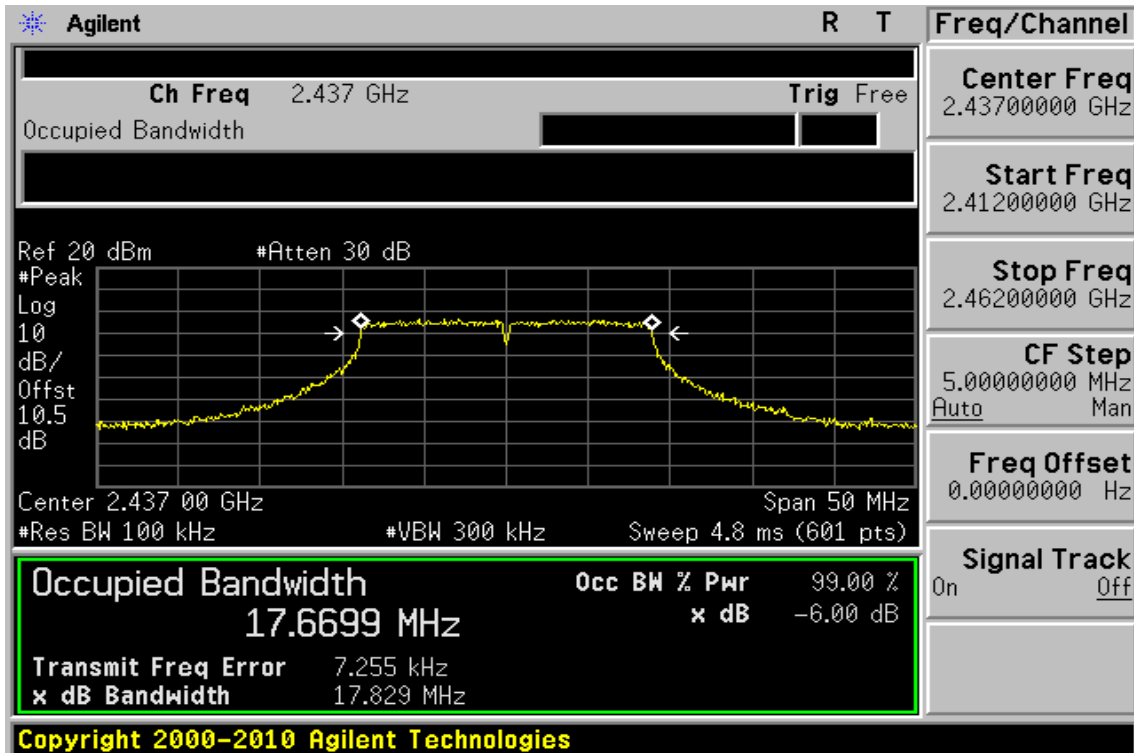 Agilent R T
Freq/Channel
Ch Freq 2.437 GHz Trig Free
Occupied Bandwidth
Center Freq
2.43700000 GHz
Start Freq
2.41200000 GHz
Stop Freq
2.46200000 GHz
CF Step
5.00000000 MHz
Auto Man
Freq Offset
0.00000000 Hz
Signal Track
On Off
Ref 20 dBm #Atten 30 dB
#Peak
Log
10
dB/
Offst
10.5
dB
Center 2.437 00 GHz Span 50 MHz
#Res BW 100 kHz #VBW 300 kHz Sweep 4.8 ms (601 pts)
Occupied Bandwidth
17.6699 MHz
Occ BW % Pwr 99.00 %
x dB -6.00 dB
Transmit Freq Error 7.255 kHz
x dB Bandwidth 17.829 MHz
Copyright 2000-2010 Agilent Technologies